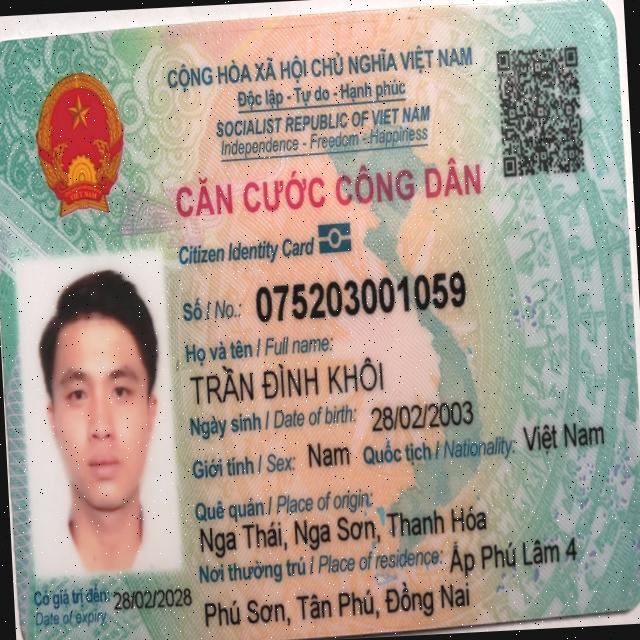 CỘNG HÒA XÃ HỘI CHỦ NGHĨA VIỆT NAM
Độc lập - Tự do - Hạnh phúc
SOCIALIST REPUBLIC OF VIET NAM
Independence - Freedom - Happiness
CĂN CƯỚC CÔNG DÂN
Citizen Identity Card
Số / No.: 075203001059
Họ và tên / Full name:
TRẦN ĐÌNH KHÔI
Ngày sinh / Date of birth: 28/02/2003
Giới tính / Sex: Nam Quốc tịch / Nationality: Việt Nam
Quê quán / Place of origin:
Nga Thái, Nga Sơn, Thanh Hóa
Nơi thường trú / Place of residence: Ấp Phú Lâm 4
Phú Sơn, Tân Phú, Đồng Nai
Có giá trị đến: 28/02/2028
Date of expiry
VIỆT NAM